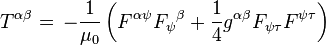 T^{αβ} = -\frac{1}{μ_0} \left( F^{αψ} F_ψ{}^β + \frac{1}{4} g^{αβ} F_{ψτ} F^{ψτ} \right)